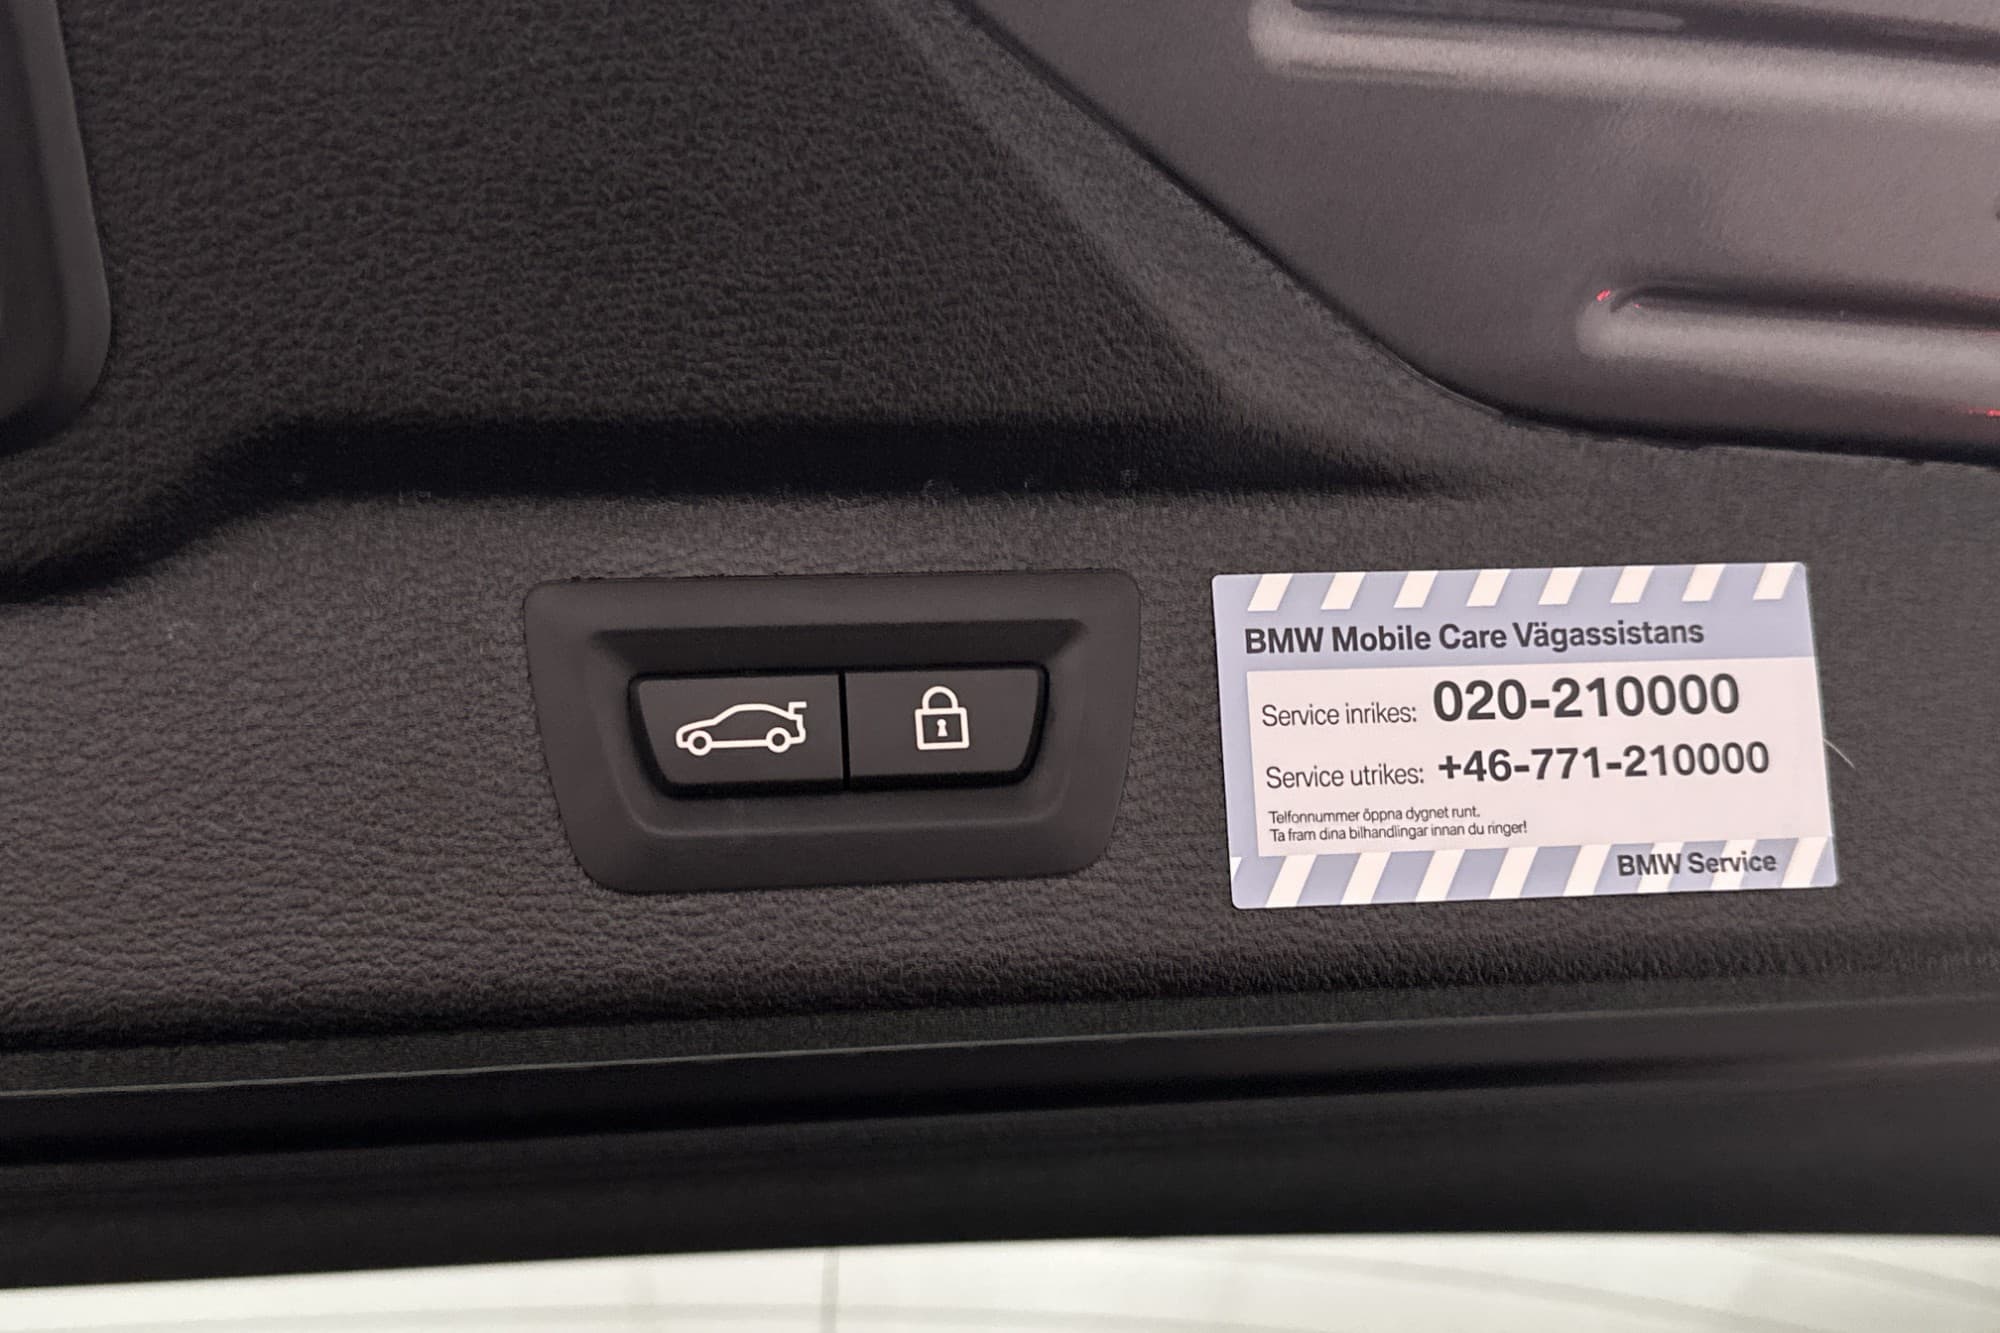 BMW Mobile Care Vägassistans
Service inrikes: 020-210000
Service utrikes: +46-771-210000
Telfonnummer öppna dygnet runt.
Ta fram dina bilhandlingar innan du ringer!
BMW Service